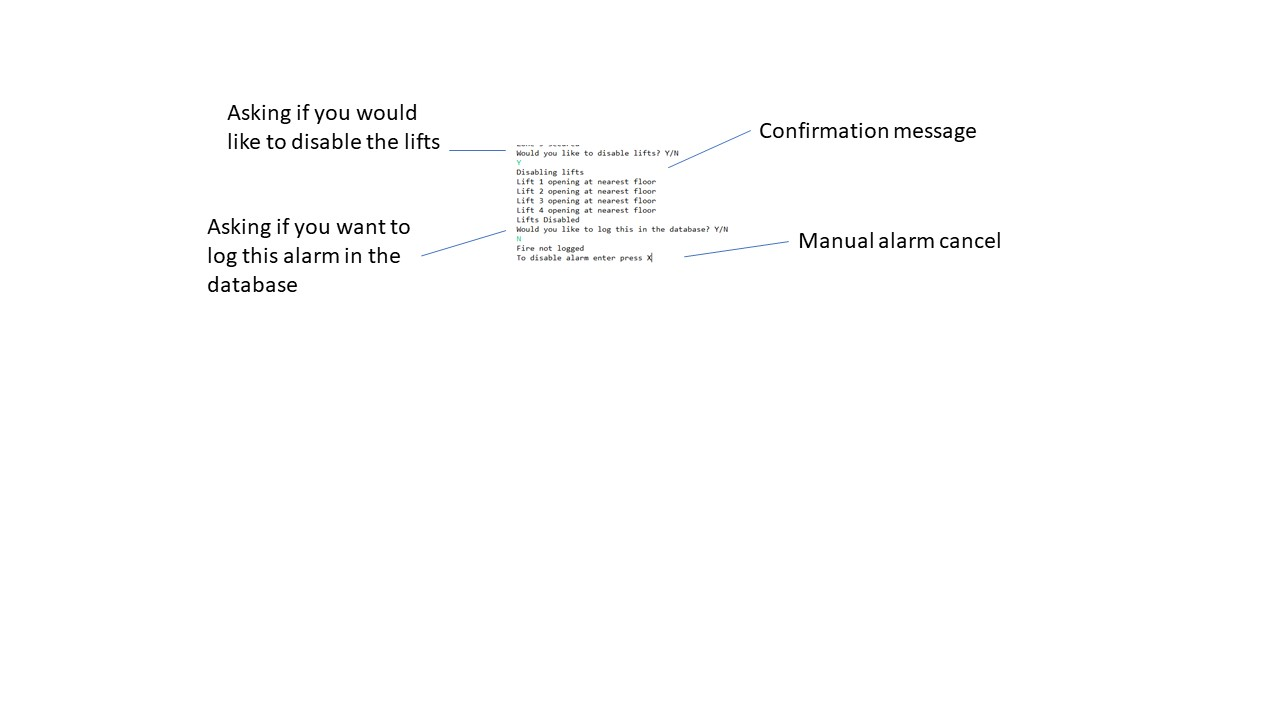 Asking if you would
like to disable the lifts
Confirmation message
Would you like to disable lifts? Y/N
Y
Disabling lifts
Lift 1 opening at nearest floor
Lift 2 opening at nearest floor
Lift 3 opening at nearest floor
Lift 4 opening at nearest floor
Lifts Disabled
Would you like to log this in the database? Y/N
N
Fire not logged
To disable alarm enter press X
Asking if you want to
log this alarm in the
database
Manual alarm cancel